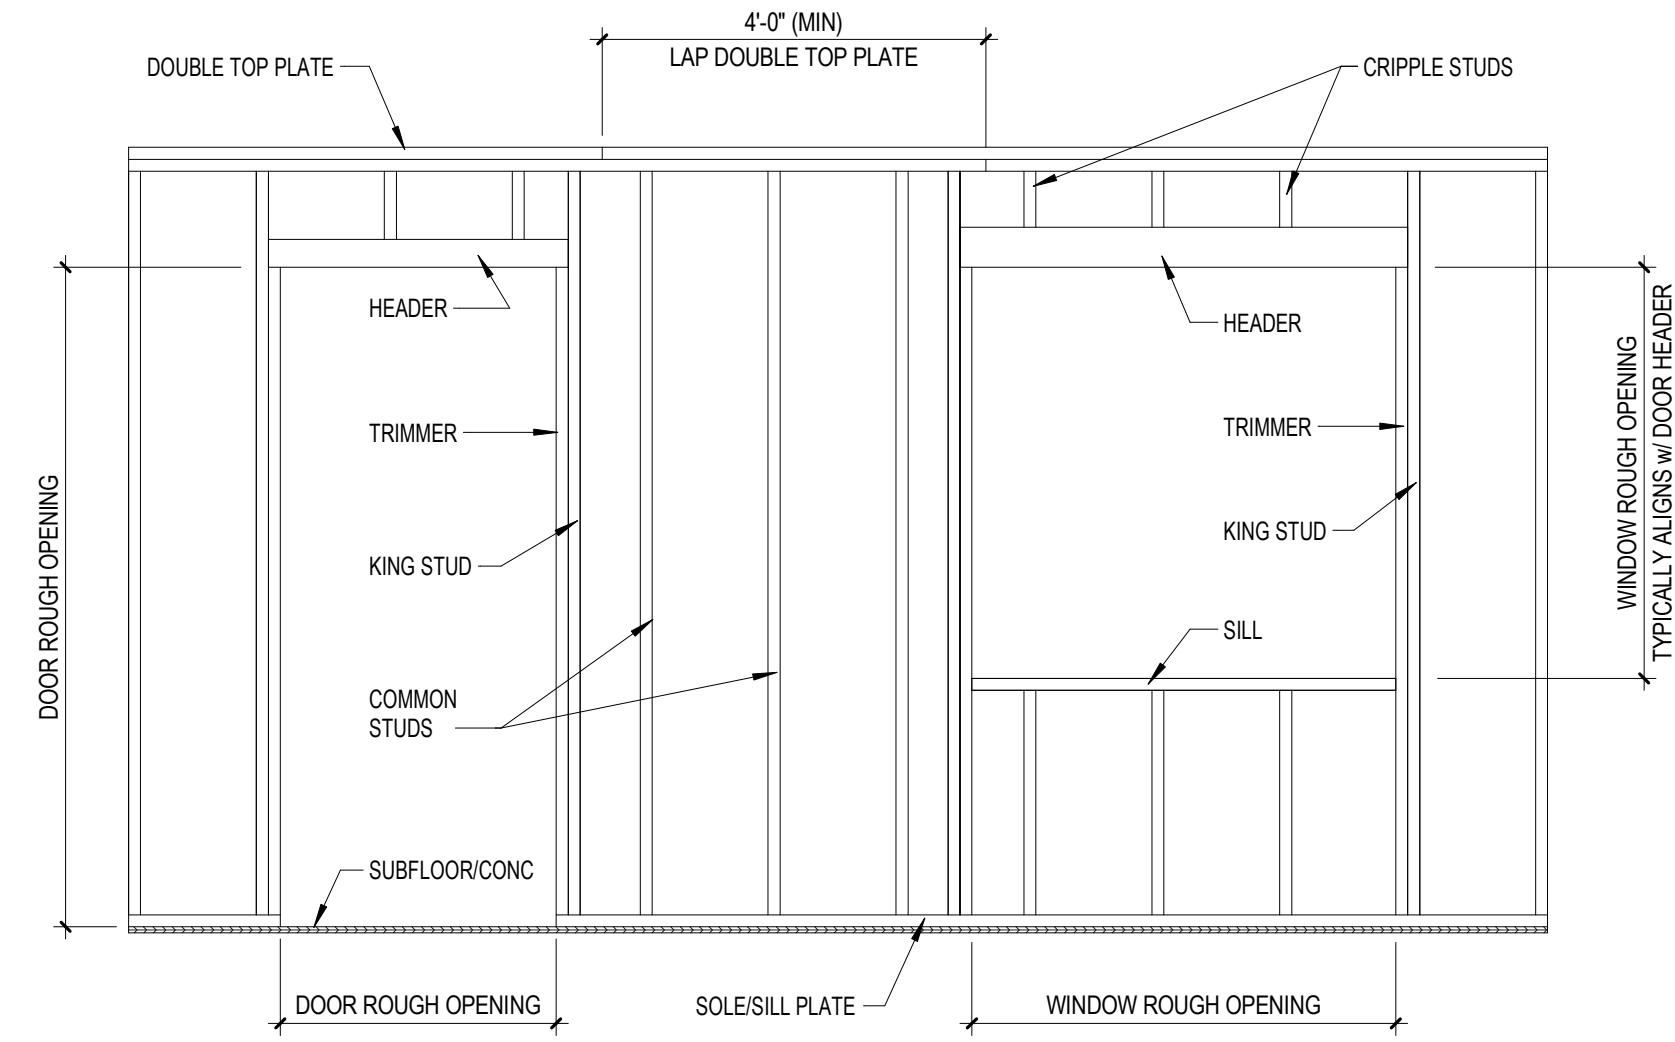 4'-0" (MIN)
LAP DOUBLE TOP PLATE
DOUBLE TOP PLATE
CRIPPLE STUDS
HEADER
HEADER
TRIMMER
TRIMMER
KING STUD
KING STUD
SILL
COMMON
STUDS
SUBFLOOR/CONC
DOOR ROUGH OPENING
WINDOW ROUGH OPENING
TYPICALLY ALIGNS w/ DOOR HEADER
DOOR ROUGH OPENING
SOLE/SILL PLATE
WINDOW ROUGH OPENING